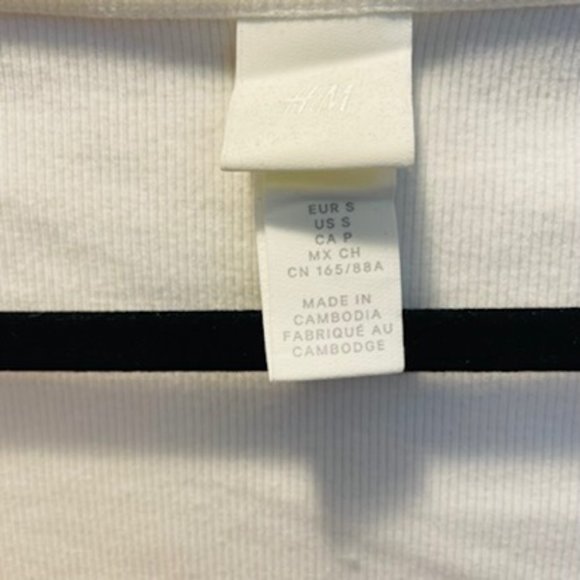 H&M
EUR S
US S
CA P
MX CH
CN 165/88A
MADE IN
CAMBODIA
FABRIQUÉ AU
CAMBODGE